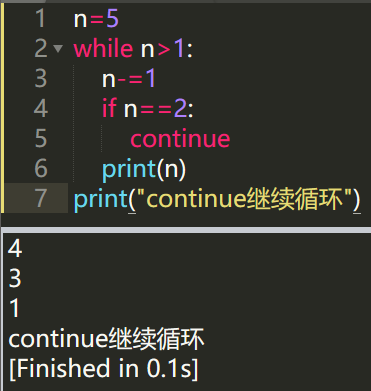 1 n=5
2 while n>1:
3     n-=1
4     if n==2:
5         continue
6     print(n)
7 print("continue继续循环")
4
3
1
continue继续循环
[Finished in 0.1s]